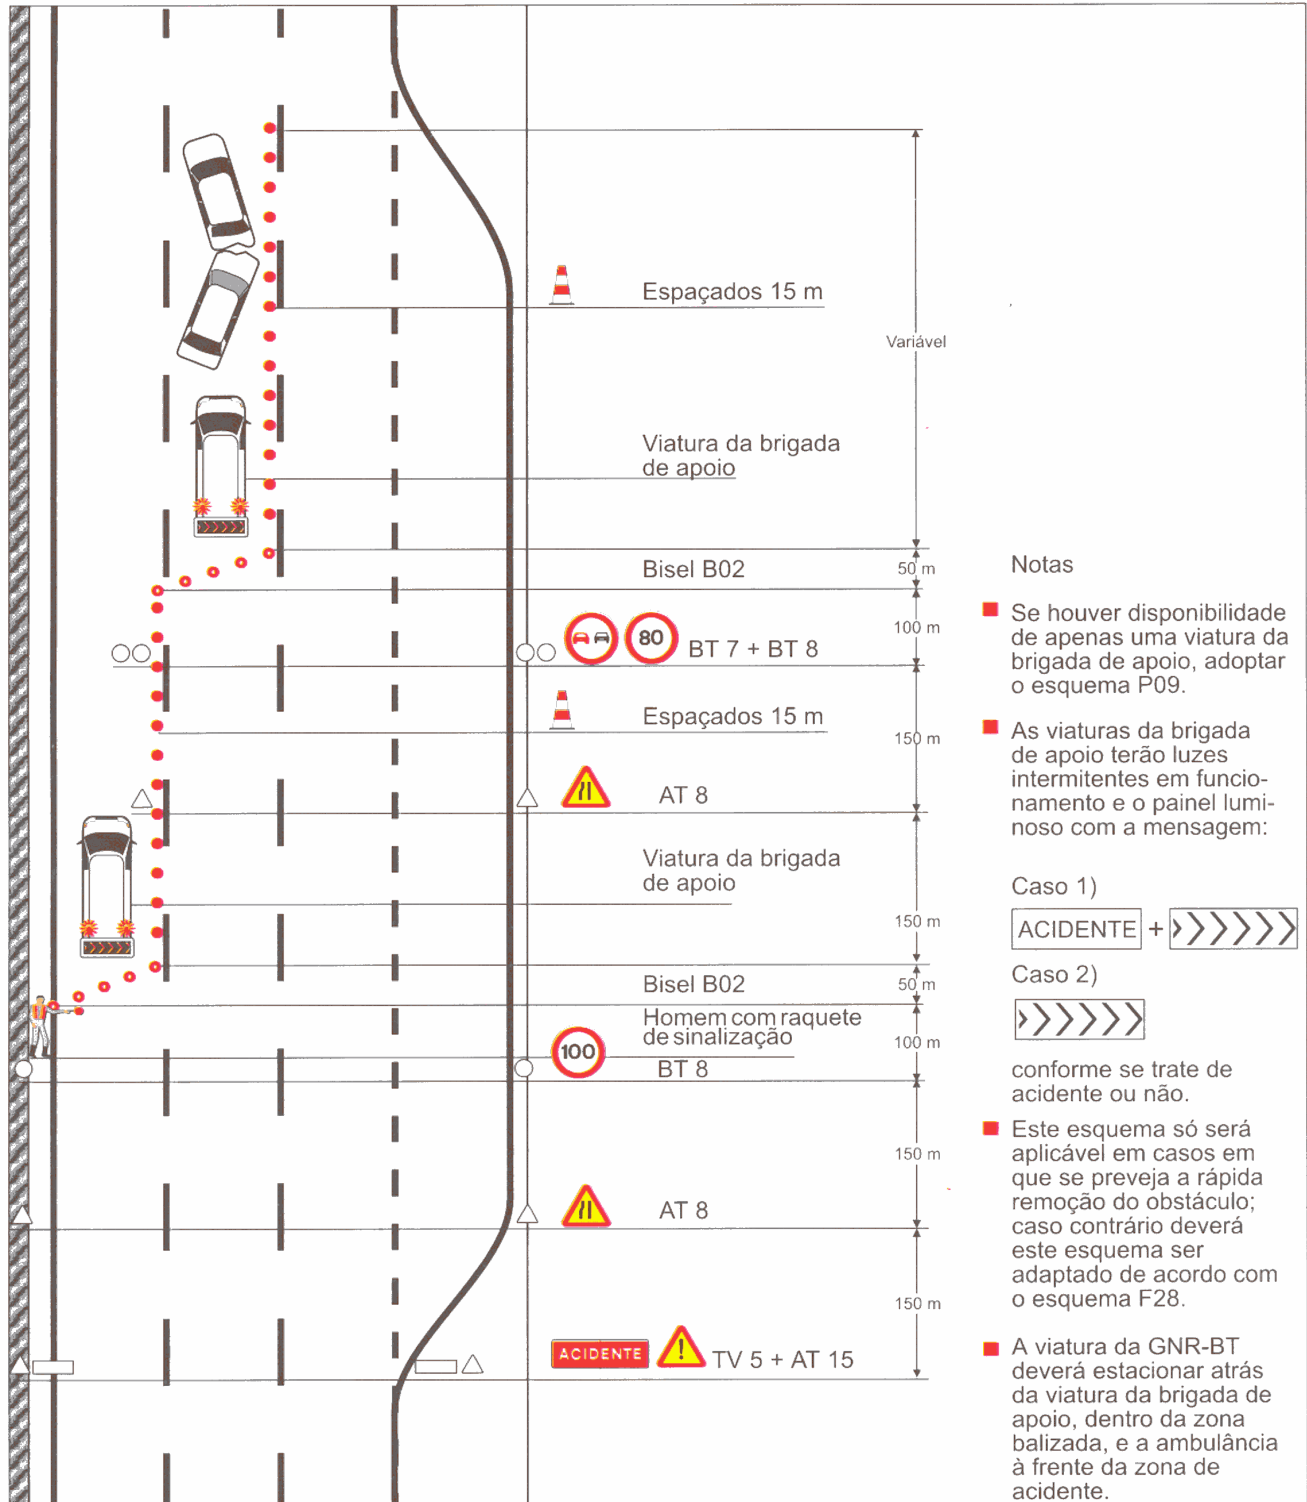 Espaçados 15 m
Variável
Viatura da brigada
de apoio
Bisel B02
50 m
100 m
80
BT 7 + BT 8
Espaçados 15 m
150 m
AT 8
Viatura da brigada
de apoio
150 m
Bisel B02
50 m
Homem com raquete
de sinalização
100
100 m
BT 8
150 m
AT 8
150 m
ACIDENTE
!
TV 5 + AT 15
Notas
Se houver disponibilidade
de apenas uma viatura da
brigada de apoio, adoptar
o esquema P09.
As viaturas da brigada
de apoio terão luzes
intermitentes em funcio-
namento e o painel lumi-
noso com a mensagem:
Caso 1)
ACIDENTE +
Caso 2)
conforme se trate de
acidente ou não.
Este esquema só será
aplicável em casos em
que se preveja a rápida
remoção do obstáculo;
caso contrário deverá
este esquema ser
adaptado de acordo com
o esquema F28.
A viatura da GNR-BT
deverá estacionar atrás
da viatura da brigada de
apoio, dentro da zona
balizada, e a ambulância
à frente da zona de
acidente.